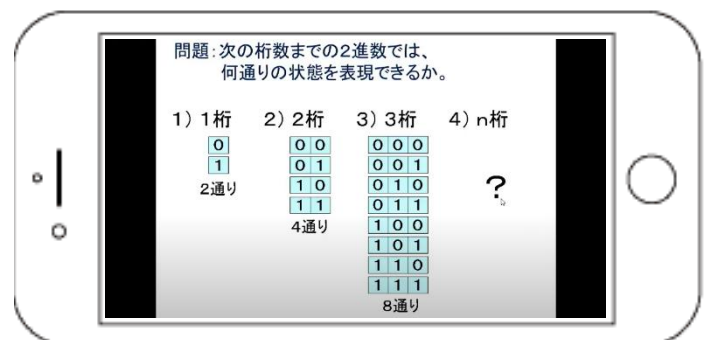 問題：次の桁数までの２進数では、
何通りの状態を表現できるか。
１）１桁　２）２桁　３）３桁　４）ｎ桁
0
1
2通り
0 0
0 1
1 0
1 1
4通り
0 0 0
0 0 1
0 1 0
0 1 1
1 0 0
1 0 1
1 1 0
1 1 1
8通り
？